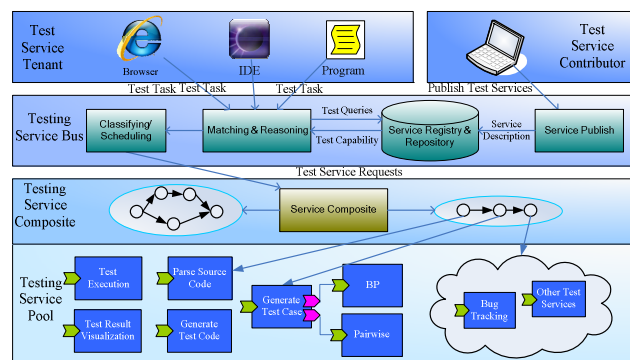 Test
Service
Tenant
Browser
IDE
Program
Test
Service
Contributor
Test Task
Test Task
Test Task
Publish Test Services
Testing
Service Bus
Classifying/
Scheduling
Matching & Reasoning
Test Queries
Test Capability
Service Registry &
Repository
Service
Description
Service Publish
Test Service Requests
Testing
Service
Composite
Service Composite
Testing
Service
Pool
Test
Execution
Parse Source
Code
Generate
Test Case
BP
Test Result
Visualization
Generate
Test Code
Pairwise
Bug
Tracking
Other Test
Services